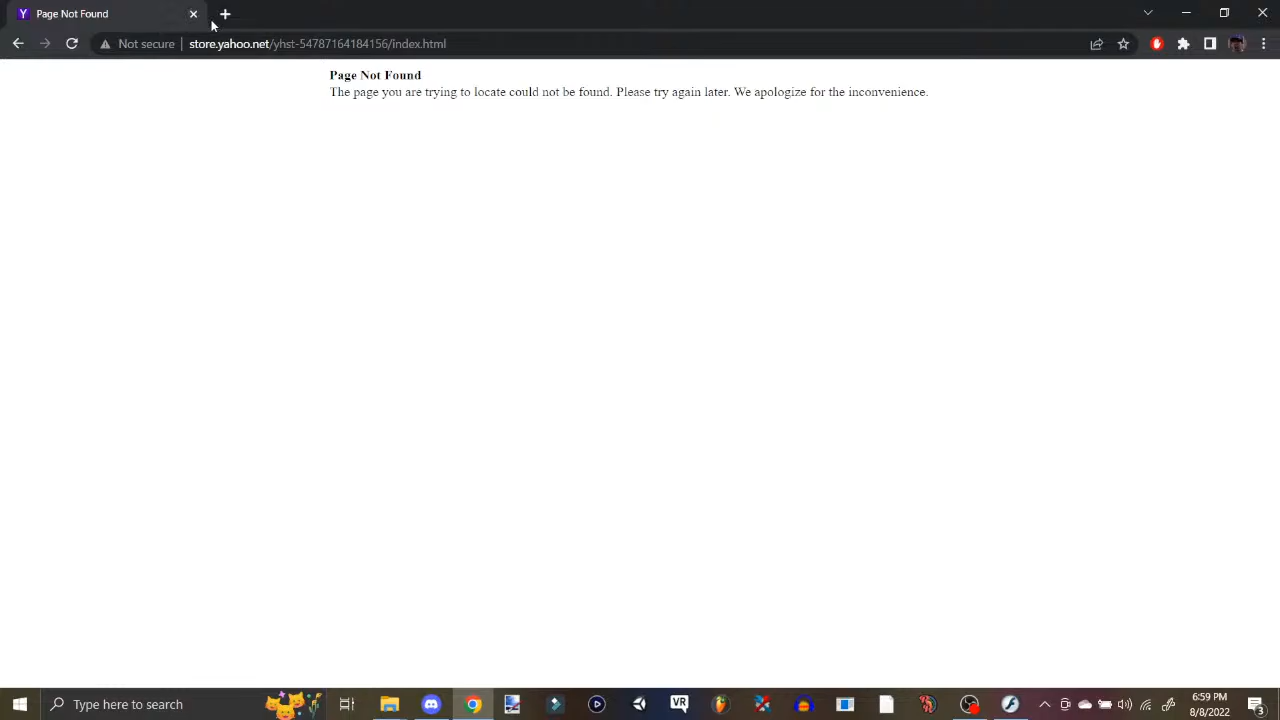 Page Not Found
Not secure
store.yahoo.net/yhst-54787164184156/index.html
Page Not Found
The page you are trying to locate could not be found. Please try again later. We apologize for the inconvenience.
Type here to search
VR
6:59 PM
8/8/2022
3